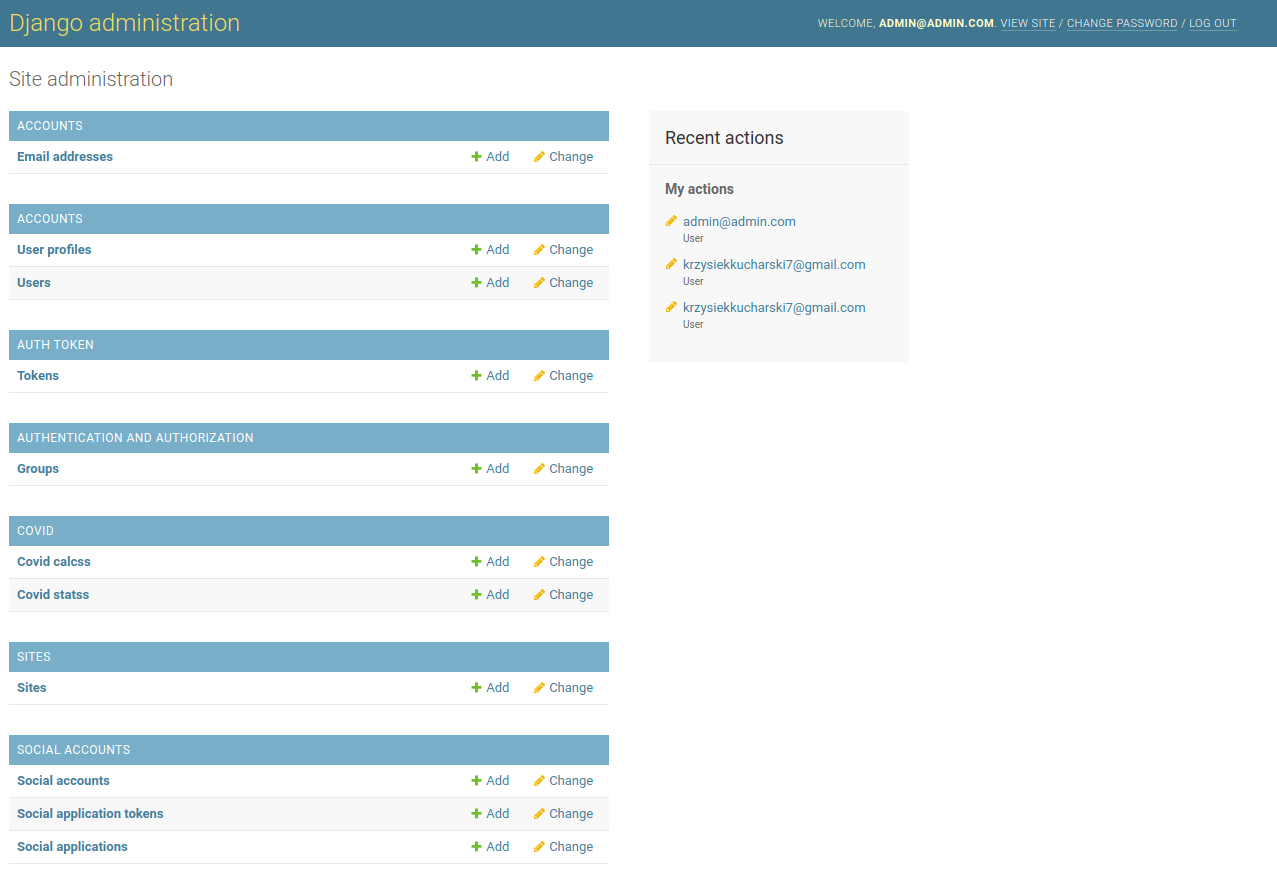 Django administration
WELCOME, ADMIN@ADMIN.COM. VIEW SITE / CHANGE PASSWORD / LOG OUT
Site administration
ACCOUNTS
Email addresses Add Change
ACCOUNTS
User profiles Add Change
Users Add Change
AUTH TOKEN
Tokens Add Change
AUTHENTICATION AND AUTHORIZATION
Groups Add Change
COVID
Covid calcss Add Change
Covid statss Add Change
SITES
Sites Add Change
SOCIAL ACCOUNTS
Social accounts Add Change
Social application tokens Add Change
Social applications Add Change
Recent actions
My actions
admin@admin.com
User
krzysiekkucharski7@gmail.com
User
krzysiekkucharski7@gmail.com
User